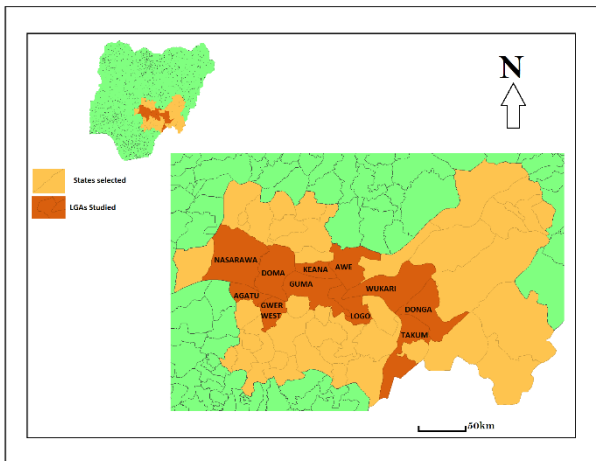 N
States selected
LGAs Studied
NASARAWA
DOMA
KEANA
AWE
GUMA
WUKARI
AGATU
GWER
WEST
LOGO
DONGA
TAKUM
50km